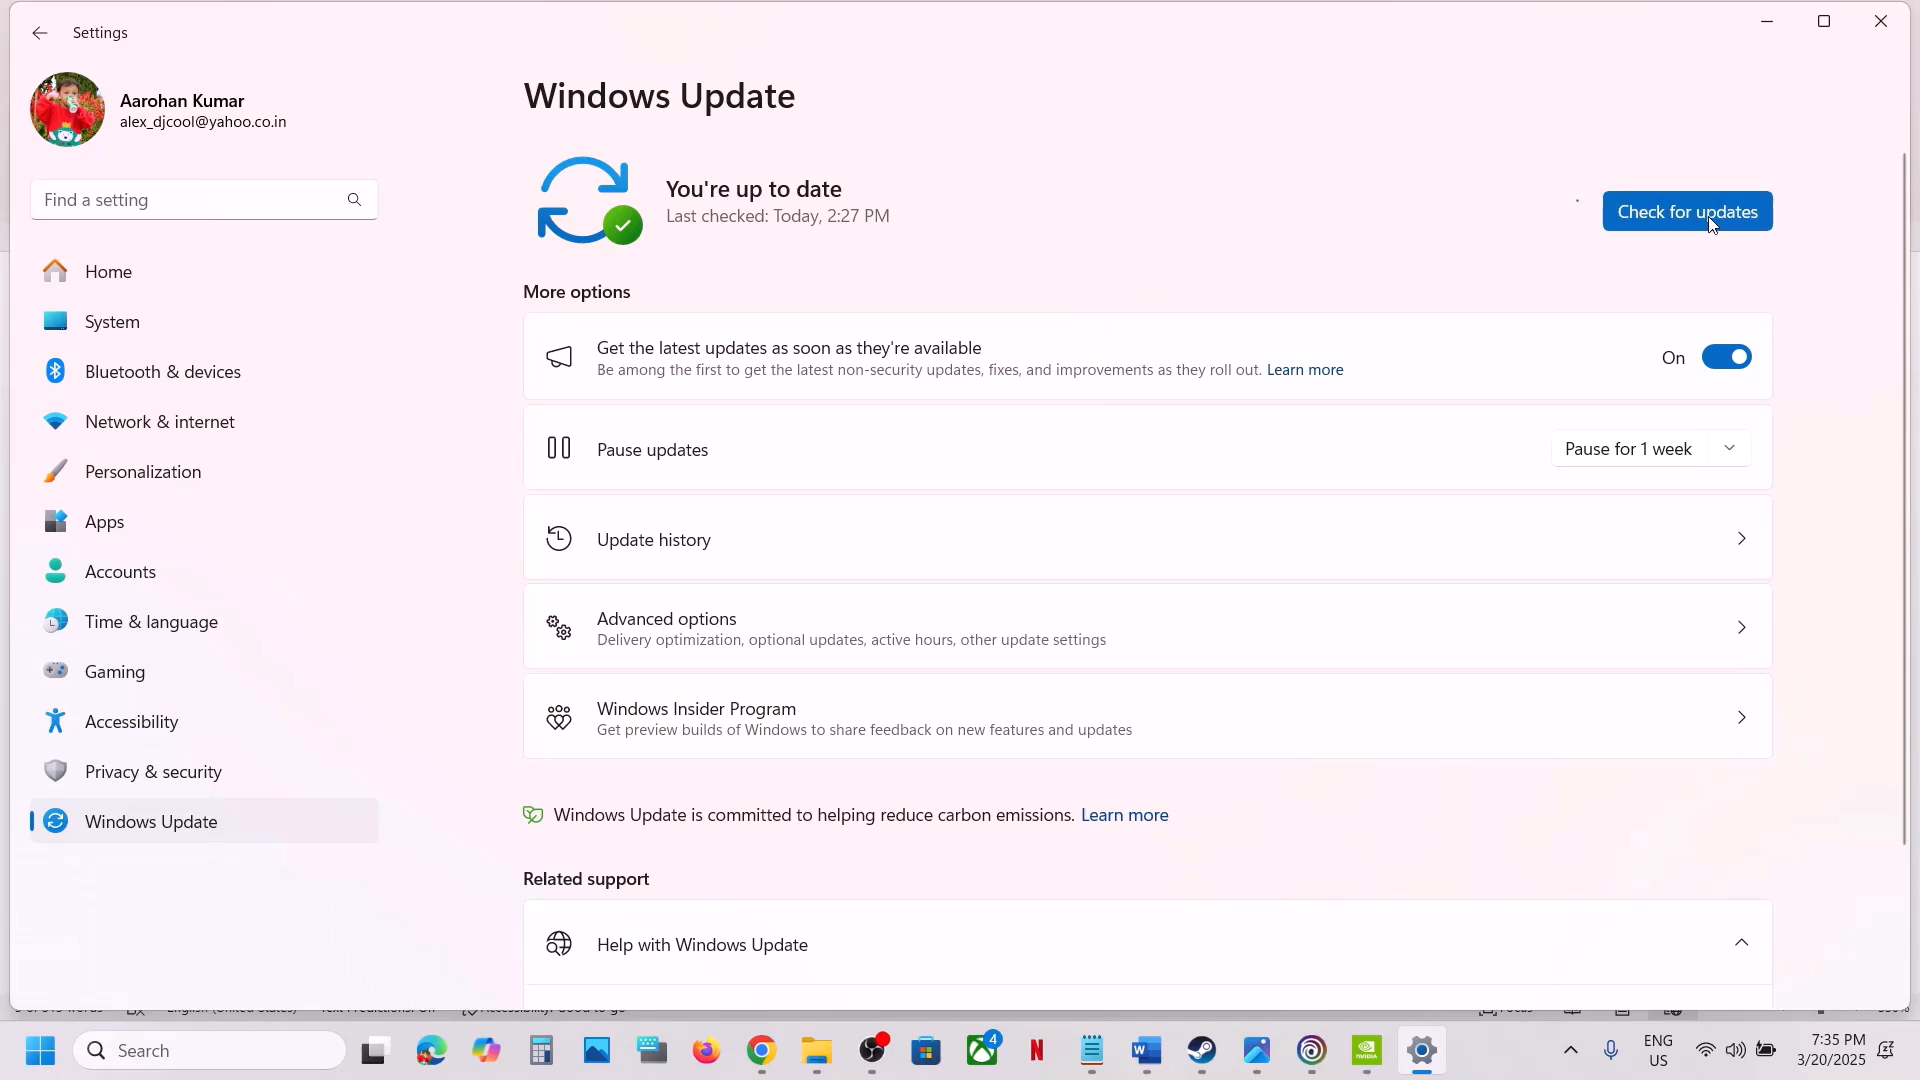 Settings
Aarohan Kumar
alex_djcool@yahoo.co.in
Find a setting
Home
System
Bluetooth & devices
Network & internet
Personalization
Apps
Accounts
Time & language
Gaming
Accessibility
Privacy & security
Windows Update
Windows Update
You're up to date
Last checked: Today, 2:27 PM
Check for updates
More options
Get the latest updates as soon as they're available
Be among the first to get the latest non-security updates, fixes, and improvements as they roll out. Learn more
On
Pause updates
Pause for 1 week
Update history
Advanced options
Delivery optimization, optional updates, active hours, other update settings
Windows Insider Program
Get preview builds of Windows to share feedback on new features and updates
Windows Update is committed to helping reduce carbon emissions. Learn more
Related support
Help with Windows Update
Search
4
ENG
US
7:35 PM
3/20/2025